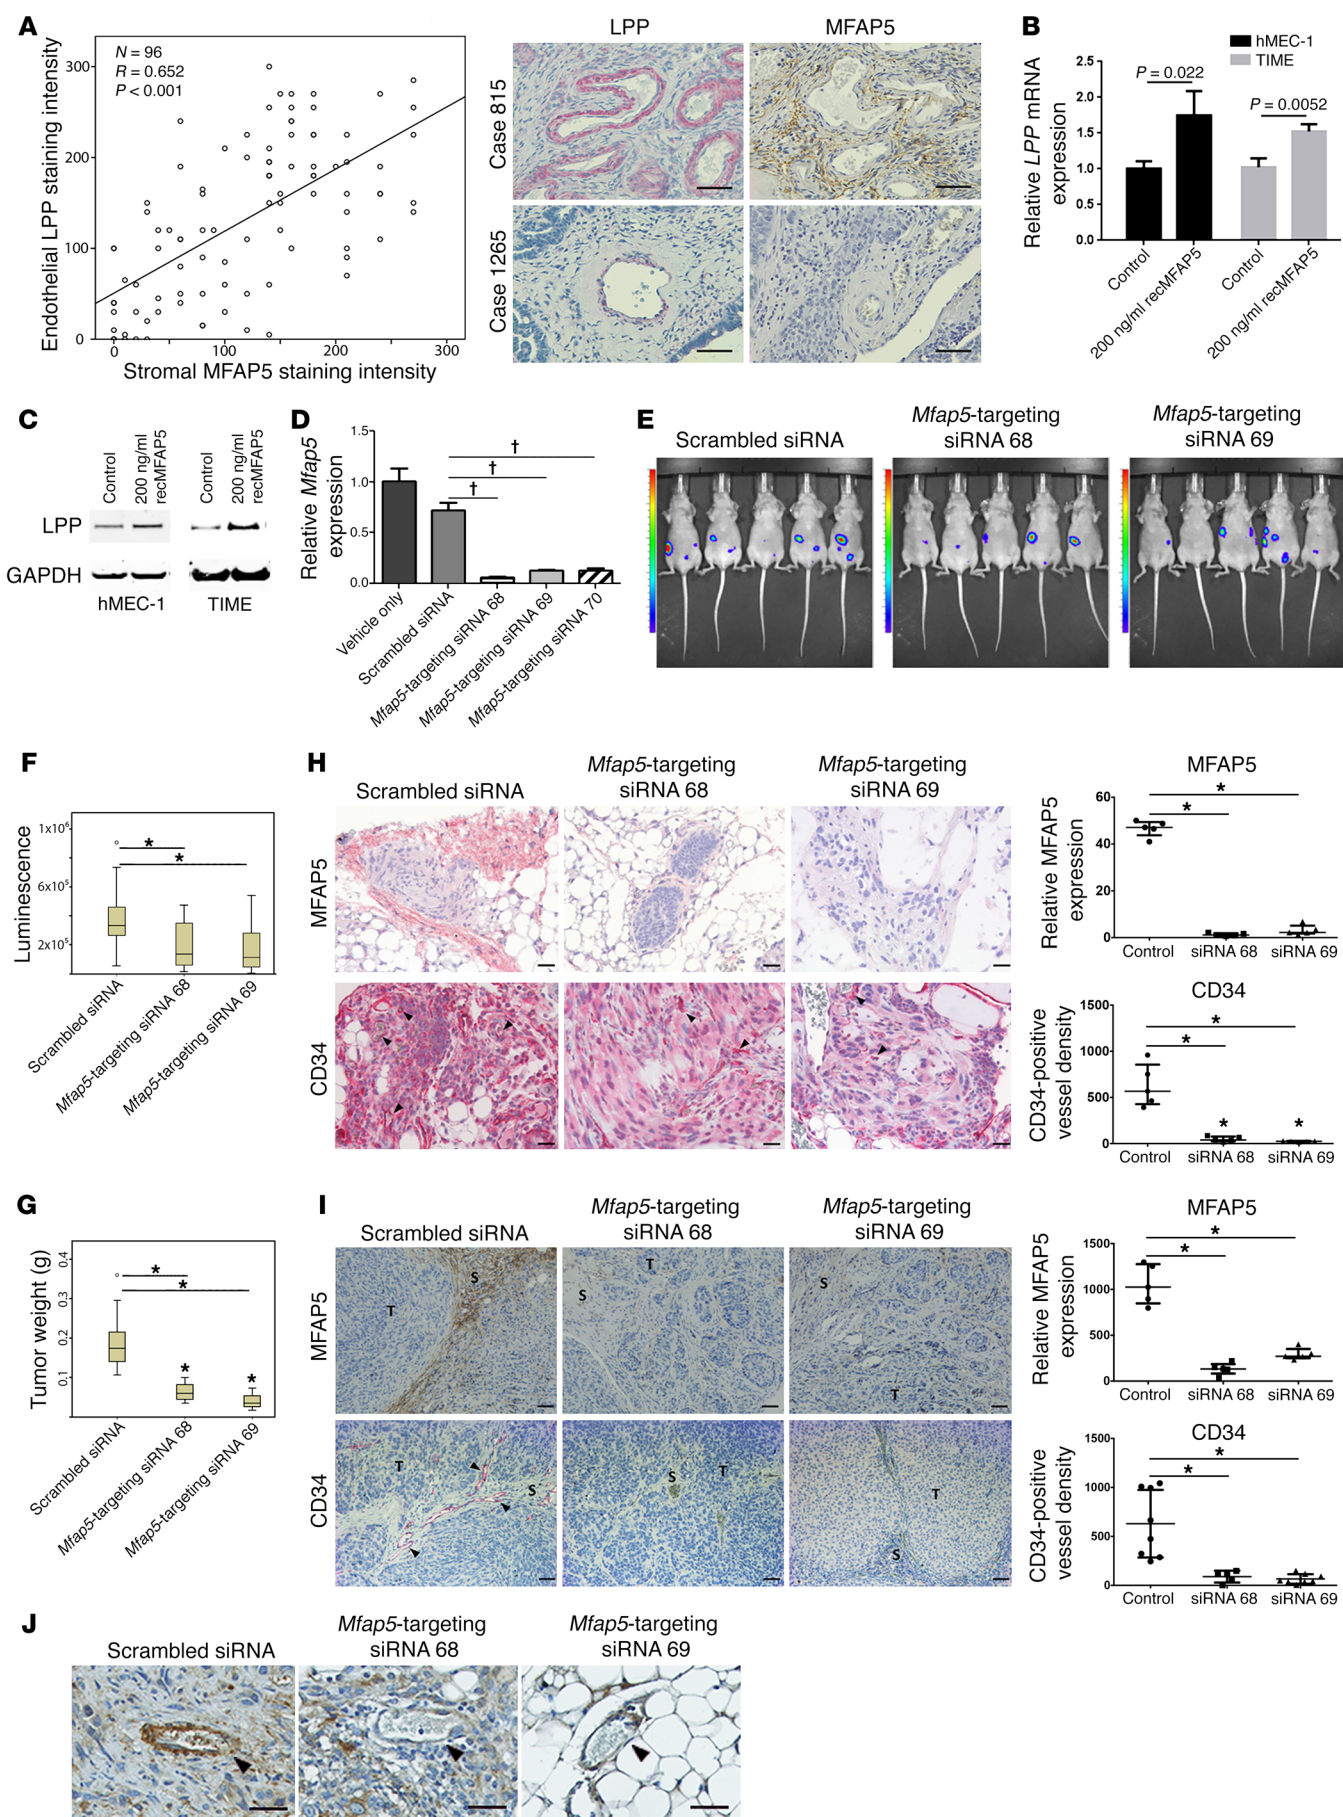 A
N = 96
R = 0.652
P < 0.001
Endothelial LPP staining intensity
300
200
100
0
0 100 200 300
Stromal MFAP5 staining intensity
LPP MFAP5
Case 815
Case 1265
B
hMEC-1
TIME
P = 0.022
P = 0.0052
Relative LPP mRNA
expression
2.5
2.0
1.5
1.0
0.5
0.0
Control
200 ng/ml recMFAP5
Control
200 ng/ml recMFAP5
C
Control
200 ng/ml
recMFAP5
Control
200 ng/ml
recMFAP5
LPP
GAPDH
hMEC-1 TIME
D
Relative Mfap5
expression
1.5
1.0
0.5
0.0
† † †
Vehicle only
Scrambled siRNA
Mfap5-targeting siRNA 68
Mfap5-targeting siRNA 69
Mfap5-targeting siRNA 70
E
Scrambled siRNA
Mfap5-targeting
siRNA 68
Mfap5-targeting
siRNA 69
F
Luminescence
1x10⁶
6x10⁵
2x10⁵
*
*
Scrambled siRNA
Mfap5-targeting siRNA 68
Mfap5-targeting siRNA 69
G
Tumor weight (g)
0.4
0.3
0.2
0.1
*
*
* *
Scrambled siRNA
Mfap5-targeting siRNA 68
Mfap5-targeting siRNA 69
H
Scrambled siRNA
Mfap5-targeting
siRNA 68
Mfap5-targeting
siRNA 69
MFAP5
CD34
MFAP5
Relative MFAP5
expression
60
40
20
0
*
*
Control siRNA 68 siRNA 69
CD34
CD34-positive
vessel density
1500
1000
500
0
*
*
* *
Control siRNA 68 siRNA 69
I
Scrambled siRNA
Mfap5-targeting
siRNA 68
Mfap5-targeting
siRNA 69
MFAP5
T S
S T
S T
CD34
T S
S T
T S
MFAP5
Relative MFAP5
expression
1500
1000
500
0
*
*
Control siRNA 68 siRNA 69
CD34
CD34-positive
vessel density
1500
1000
500
0
*
*
Control siRNA 68 siRNA 69
J
Scrambled siRNA
Mfap5-targeting
siRNA 68
Mfap5-targeting
siRNA 69